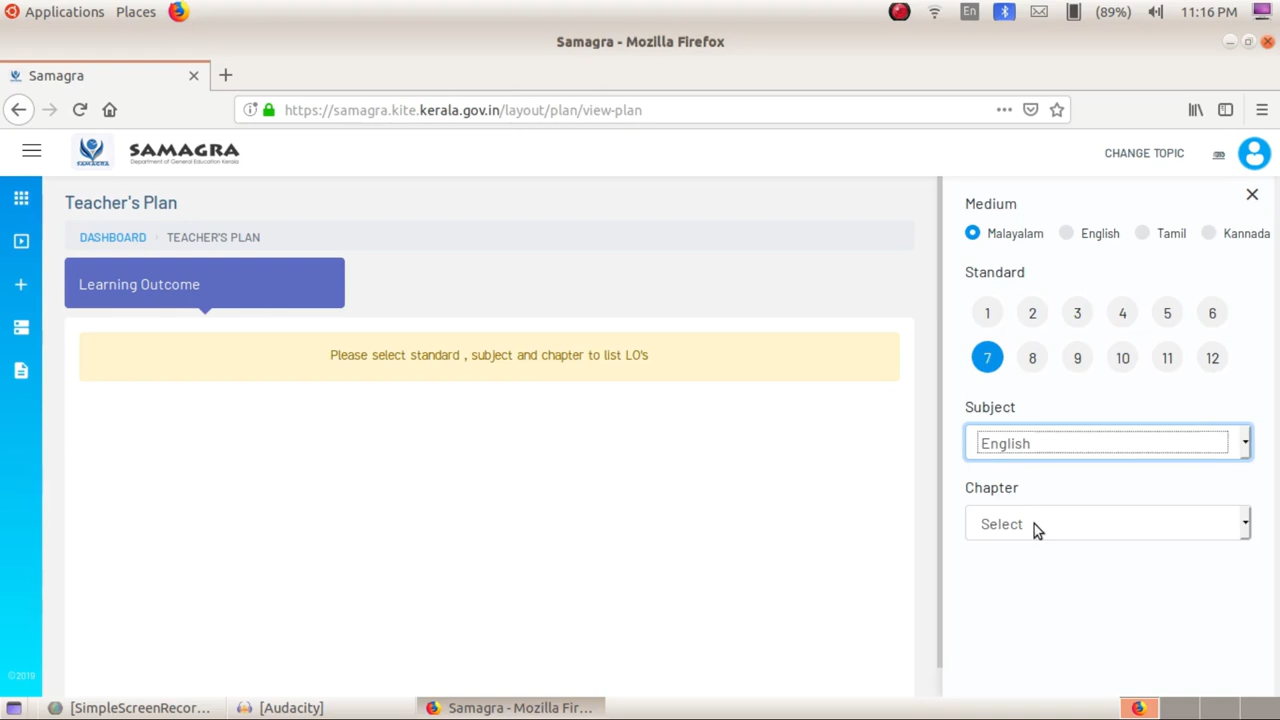 Applications Places En (89%) 11:16 PM
Samagra - Mozilla Firefox
Samagra
https://samagra.kite.kerala.gov.in/layout/plan/view-plan
SAMAGRA CHANGE TOPIC
Department of General Education Kerala
Teacher's Plan
DASHBOARD TEACHER'S PLAN
Learning Outcome
Please select standard , subject and chapter to list LO's
Medium
Malayalam English Tamil Kannada
Standard
1 2 3 4 5 6
7 8 9 10 11 12
Subject
English
Chapter
Select
©2019
[SimpleScreenRecor... [Audacity] Samagra - Mozilla Fir...